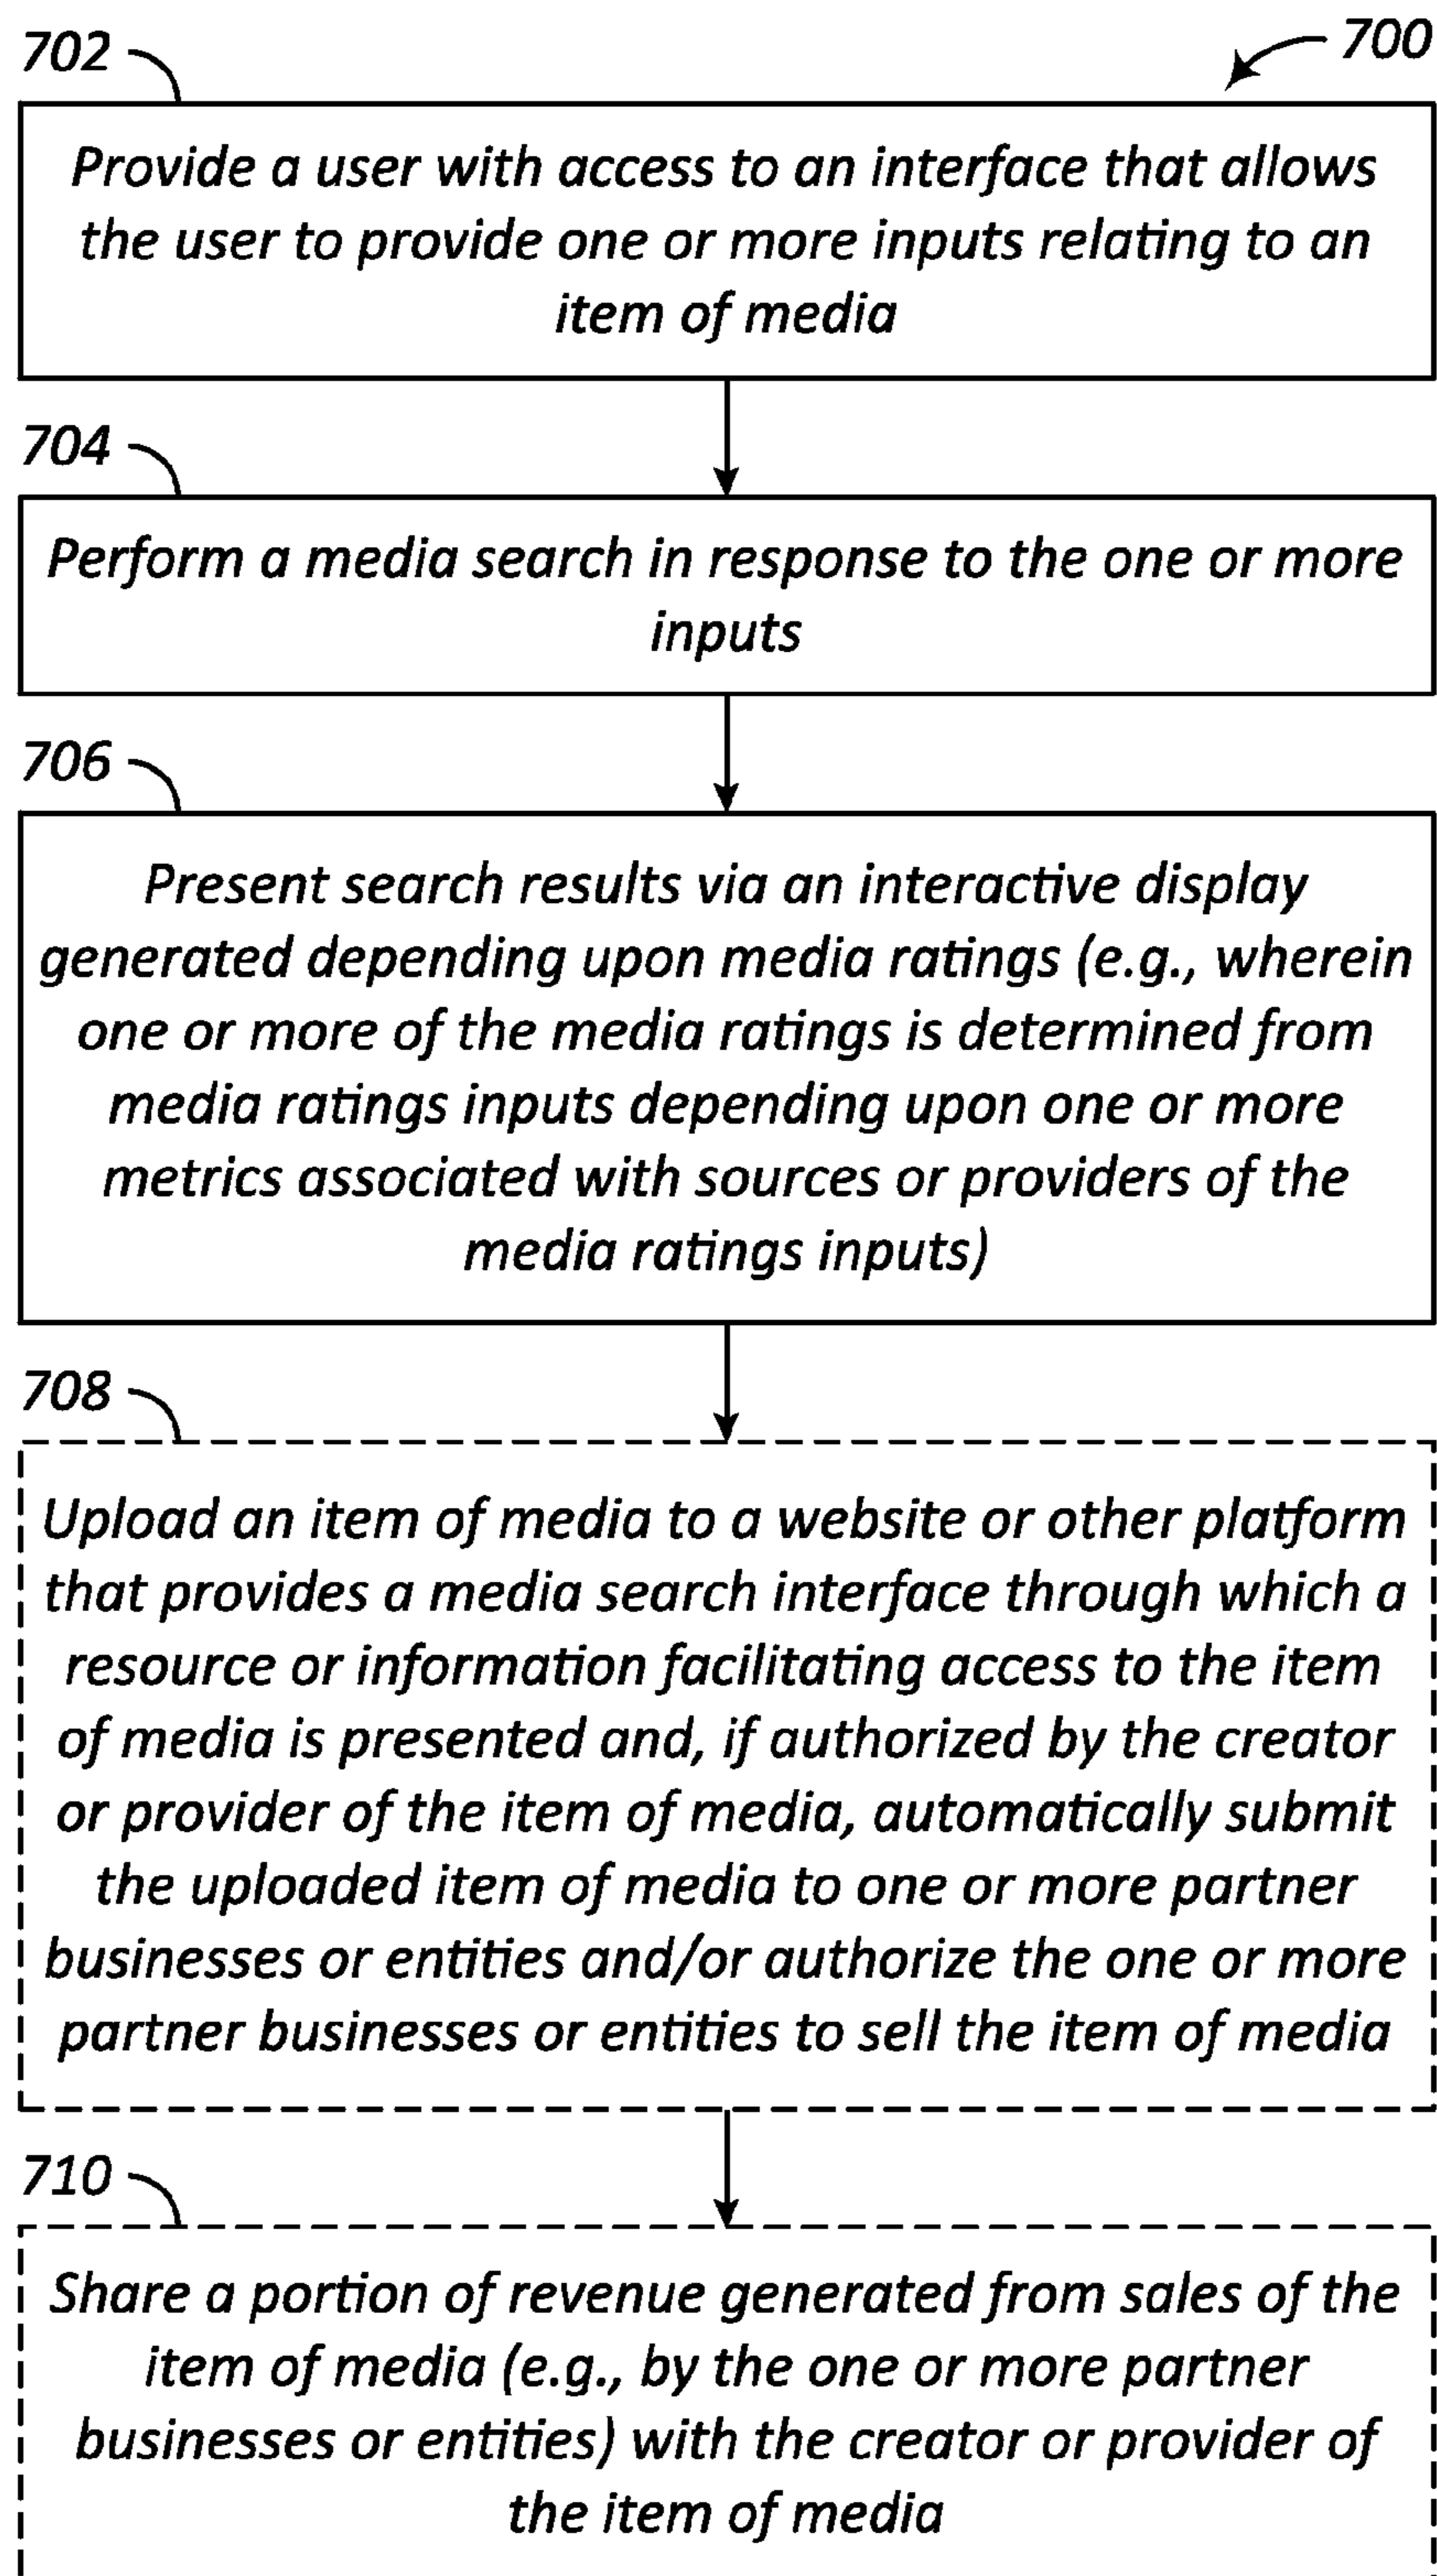 702
700
Provide a user with access to an interface that allows
the user to provide one or more inputs relating to an
item of media
704
Perform a media search in response to the one or more
inputs
706
Present search results via an interactive display
generated depending upon media ratings (e.g., wherein
one or more of the media ratings is determined from
media ratings inputs depending upon one or more
metrics associated with sources or providers of the
media ratings inputs)
708
Upload an item of media to a website or other platform
that provides a media search interface through which a
resource or information facilitating access to the item
of media is presented and, if authorized by the creator
or provider of the item of media, automatically submit
the uploaded item of media to one or more partner
businesses or entities and/or authorize the one or more
partner businesses or entities to sell the item of media
710
Share a portion of revenue generated from sales of the
item of media (e.g., by the one or more partner
businesses or entities) with the creator or provider of
the item of media